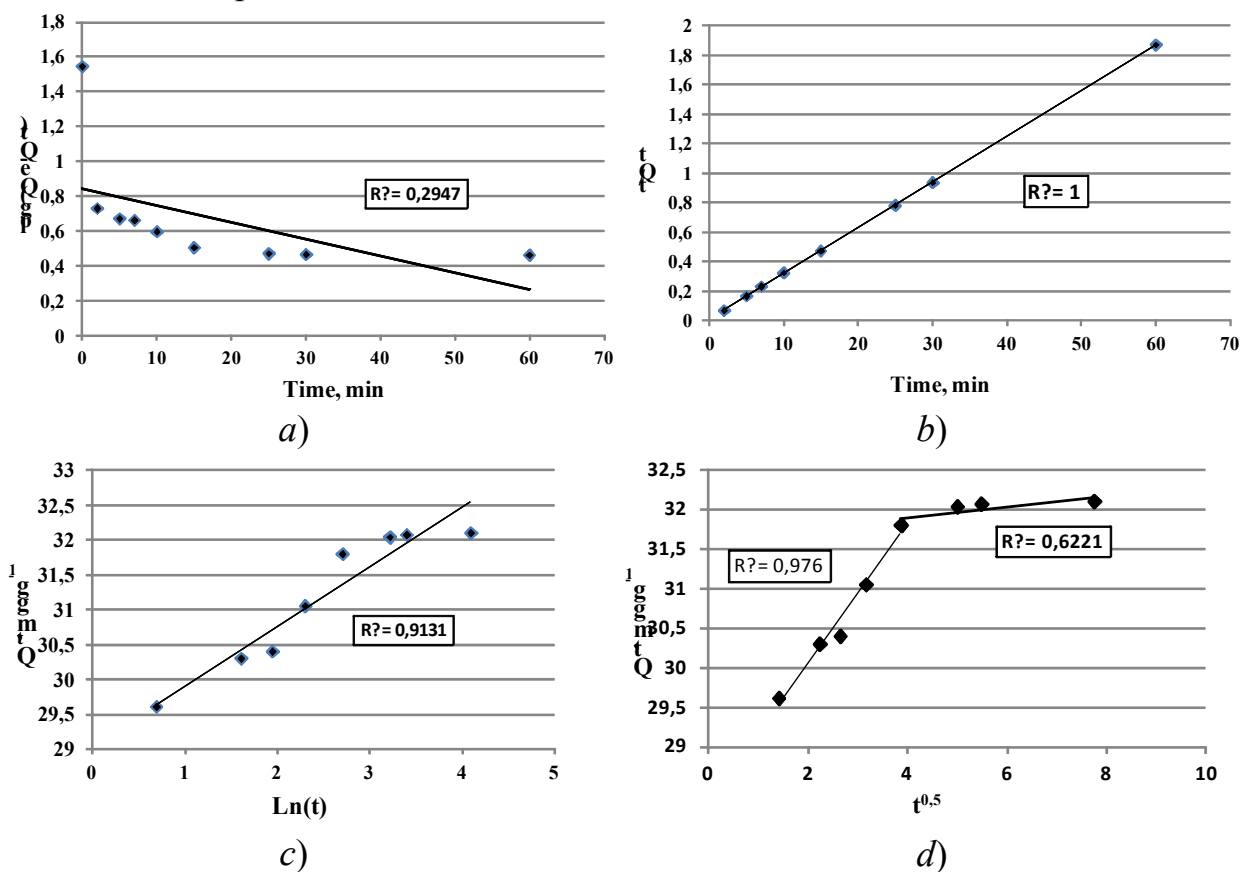 1,8
1,6
1,4
1,2
1
0,8
0,6
0,4
0,2
0
R?= 0,2947
0 10 20 30 40 50 60 70
Time, min
a)
2
1,8
1,6
1,4
1,2
1
0,8
0,6
0,4
0,2
0
R?= 1
0 10 20 30 40 50 60 70
Time, min
b)
33
32,5
32
31,5
31
30,5
30
29,5
29
R?= 0,9131
0 1 2 3 4 5
Ln(t)
c)
32,5
32
31,5
31
30,5
30
29,5
29
R?= 0,976
R?= 0,6221
0 2 4 6 8 10
t0,5
d)